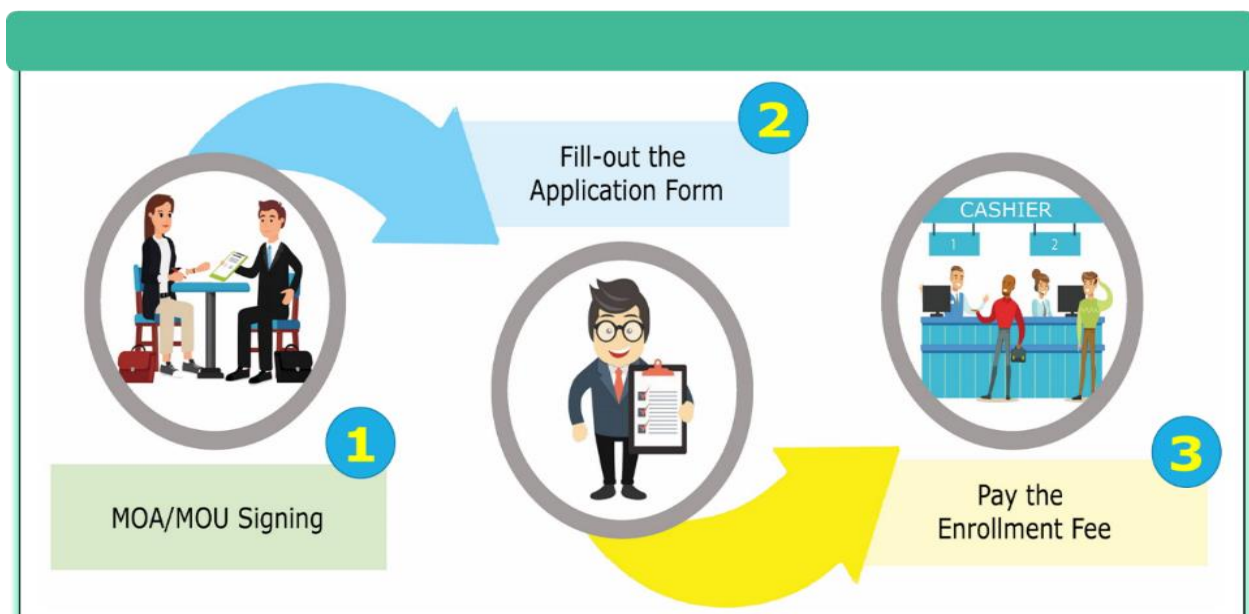 1
MOA/MOU Signing
2
Fill-out the
Application Form
CASHIER
1
2
3
Pay the
Enrollment Fee